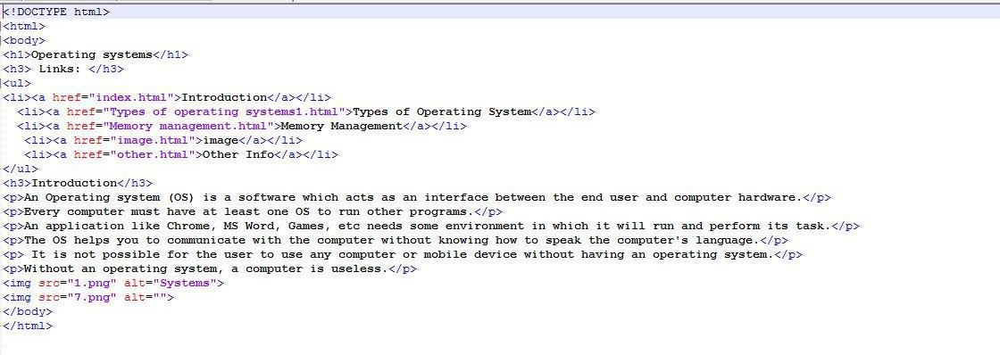 <!DOCTYPE html>
<html>
<body>
<h1>Operating systems</h1>
<h3> Links: </h3>
<ul>
<li><a href="index.html">Introduction</a></li>
  <li><a href="Types of operating systems1.html">Types of Operating System</a></li>
  <li><a href="Memory management.html">Memory Management</a></li>
   <li><a href="image.html">image</a></li>
   <li><a href="other.html">Other Info</a></li>
</ul>
<h3>Introduction</h3>
<p>An Operating system (OS) is a software which acts as an interface between the end user and computer hardware.</p>
<p>Every computer must have at least one OS to run other programs.</p>
<p>An application like Chrome, MS Word, Games, etc needs some environment in which it will run and perform its task.</p>
<p>The OS helps you to communicate with the computer without knowing how to speak the computer's language.</p>
<p> It is not possible for the user to use any computer or mobile device without having an operating system.</p>
<p>Without an operating system, a computer is useless.</p>
<img src="1.png" alt="Systems">
<img src="7.png" alt="">
</body>
</html>